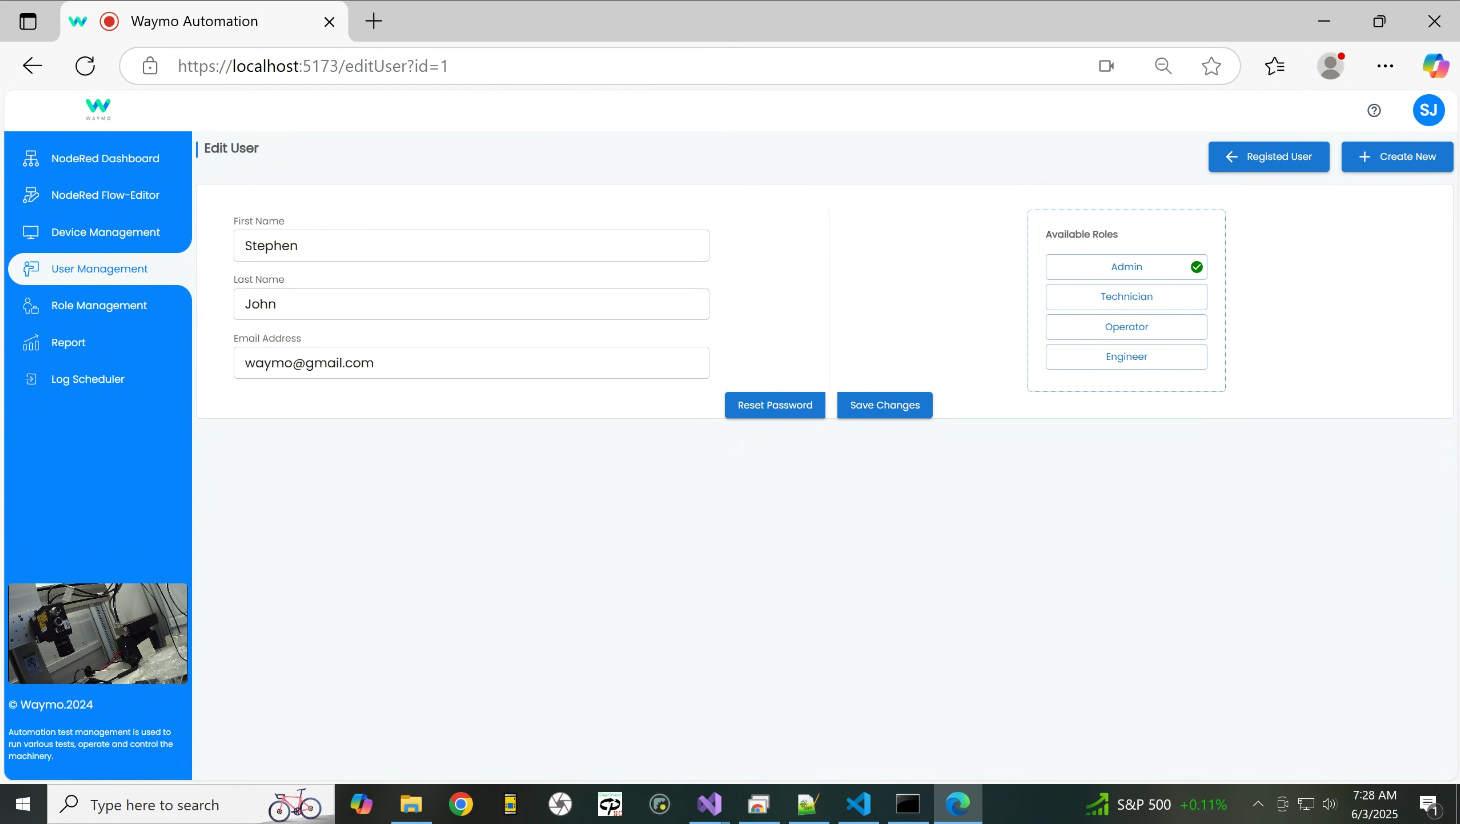 Waymo Automation
https://localhost:5173/editUser?id=1
WAYMO
SJ
NodeRed Dashboard
NodeRed Flow-Editor
Device Management
User Management
Role Management
Report
Log Scheduler
© Waymo.2024
Automation test management is used to
run various tests, operate and control the
machinery.
Edit User
Registed User
Create New
First Name
Stephen
Last Name
John
Email Address
waymo@gmail.com
Reset Password
Save Changes
Available Roles
Admin
Technician
Operator
Engineer
Type here to search
S&P 500 +0.11%
7:28 AM
6/3/2025
1